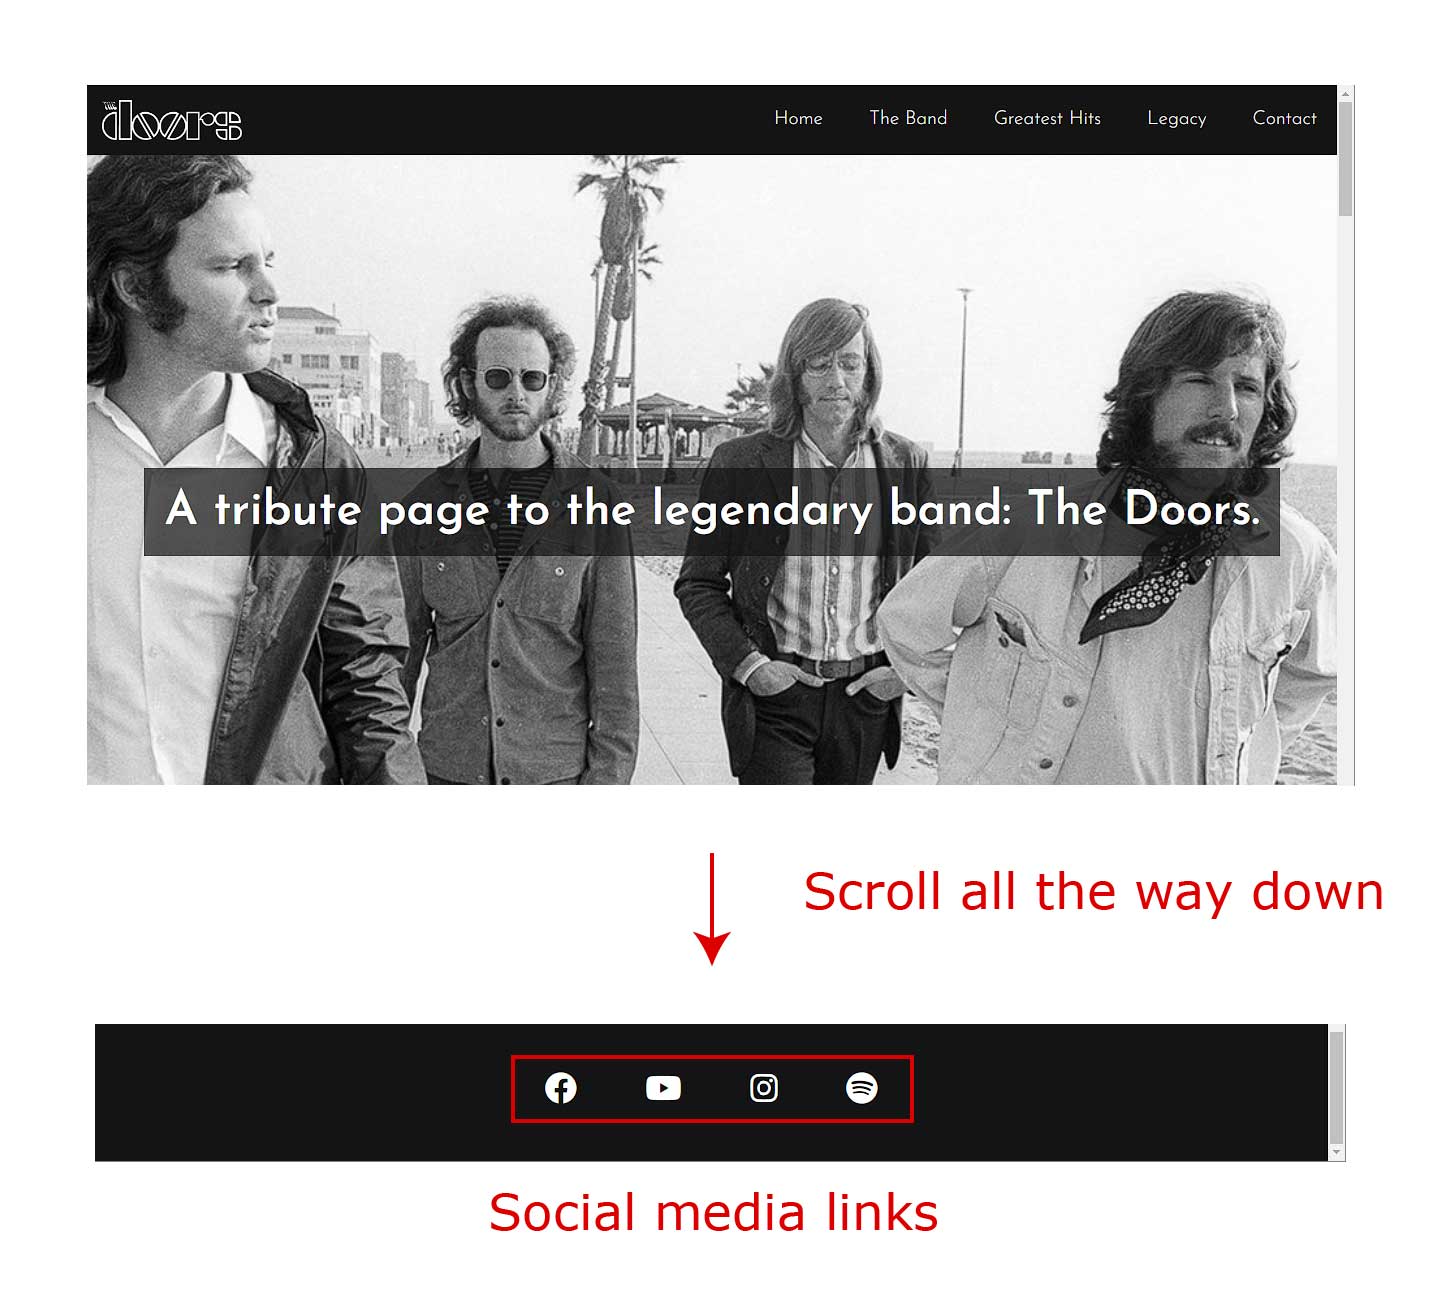 THE
doors
Home The Band Greatest Hits Legacy Contact
A tribute page to the legendary band: The Doors.
Scroll all the way down
Social media links